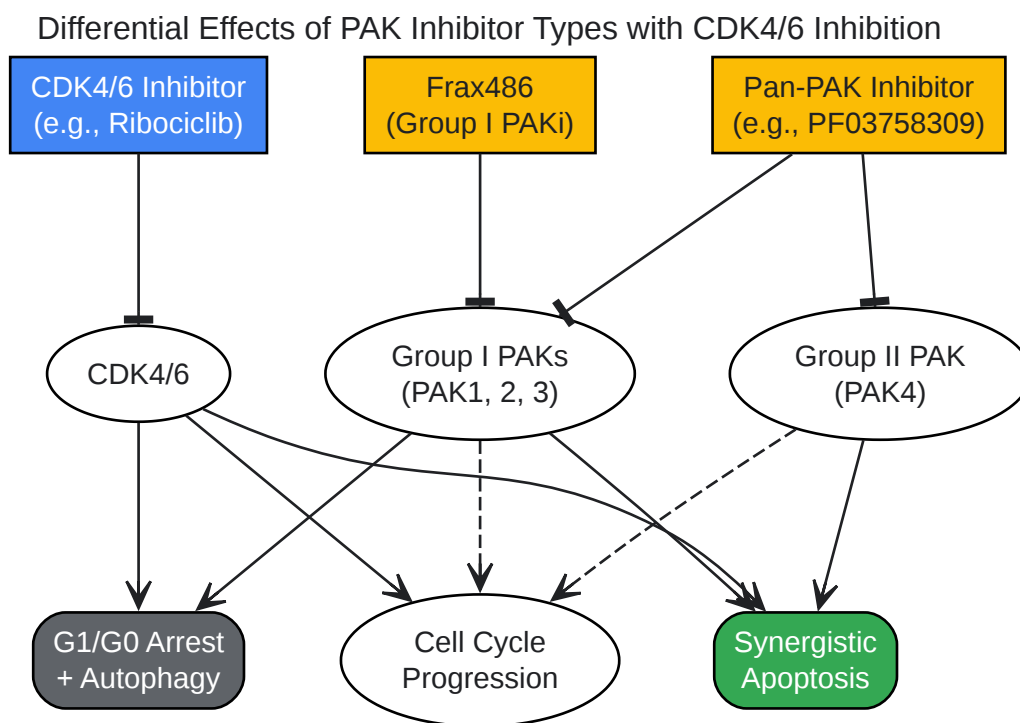 Differential Effects of PAK Inhibitor Types with CDK4/6 Inhibition
CDK4/6 Inhibitor
(e.g., Ribociclib)
Frax486
(Group I PAKi)
Pan-PAK Inhibitor
(e.g., PF03758309)
CDK4/6
Group I PAKs
(PAK1, 2, 3)
Group II PAK
(PAK4)
G1/G0 Arrest
+ Autophagy
Cell Cycle
Progression
Synergistic
Apoptosis